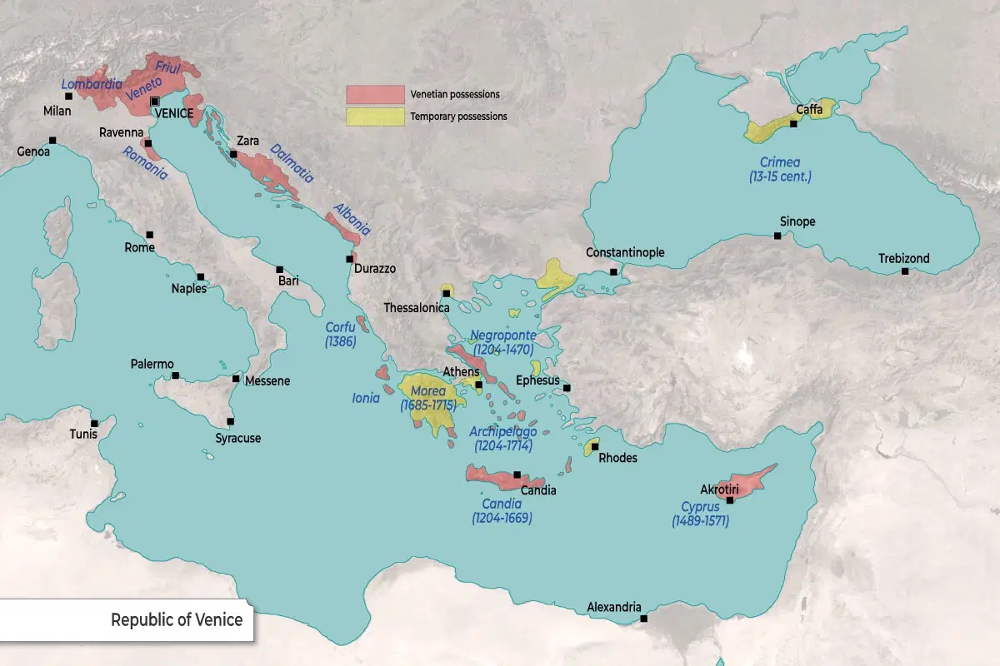 Friul
Lombardia
Veneto
Milan
VENICE
Venetian possessions
Temporary possessions
Caffa
Ravenna
Genoa
Zara
Romania
Dalmatia
Crimea
(13-15 cent.)
Albania
Rome
Sinope
Constantinople
Trebizond
Durazzo
Bari
Naples
Thessalonica
Corfu
(1386)
Negroponte
(1204-1470)
Palermo
Athens
Messene
Ephesus
Ionia
Morea
(1685-1715)
Tunis
Syracuse
Archipelago
(1204-1714)
Rhodes
Candia
Akrotiri
Candia
(1204-1669)
Cyprus
(1489-1571)
Alexandria
Republic of Venice